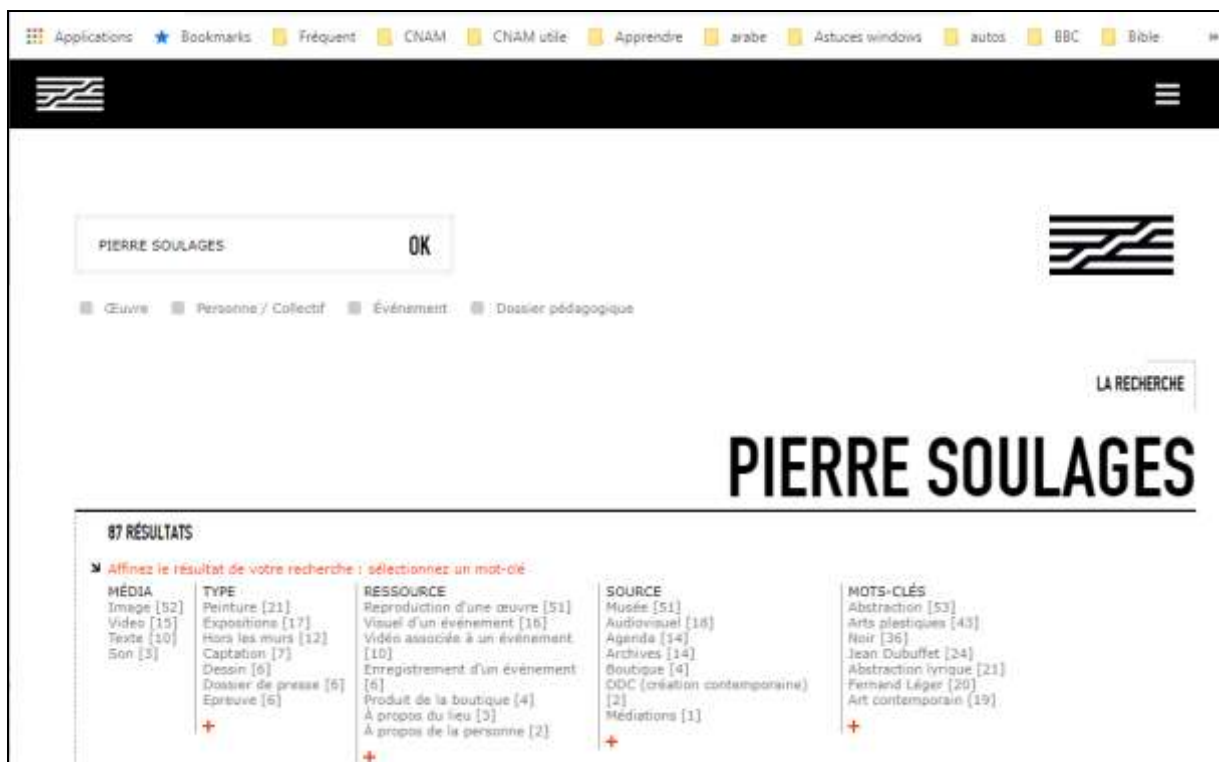 Applications Bookmarks Fréquent CNAM CNAM utile Apprendre arabe Astuces windows autos BBC Bible
PIERRE SOULAGES OK
Œuvre Personne / Collectif Événement Dossier pédagogique
LA RECHERCHE
PIERRE SOULAGES
87 RÉSULTATS
Affinez le résultat de votre recherche : sélectionnez un mot-clé
MÉDIA
Image [52]
Video [15]
Texte [10]
Son [3]
TYPE
Peinture [21]
Expositions [17]
Hors les murs [12]
Captation [7]
Dessin [6]
Dossier de presse [6]
Epreuve [6]
+
RESSOURCE
Reproduction d'une œuvre [51]
Visuel d'un événement [16]
Vidéo associée à un événement
[10]
Enregistrement d'un événement
[6]
Produit de la boutique [4]
À propos du lieu [3]
À propos de la personne [2]
+
SOURCE
Musée [51]
Audiovisuel [18]
Agenda [14]
Archives [14]
Boutique [4]
DDC (création contemporaine)
[2]
Médiations [1]
+
MOTS-CLÉS
Abstraction [53]
Arts plastiques [43]
Noir [36]
Jean Dubuffet [24]
Abstraction lyrique [21]
Fernand Léger [20]
Art contemporain [19]
+